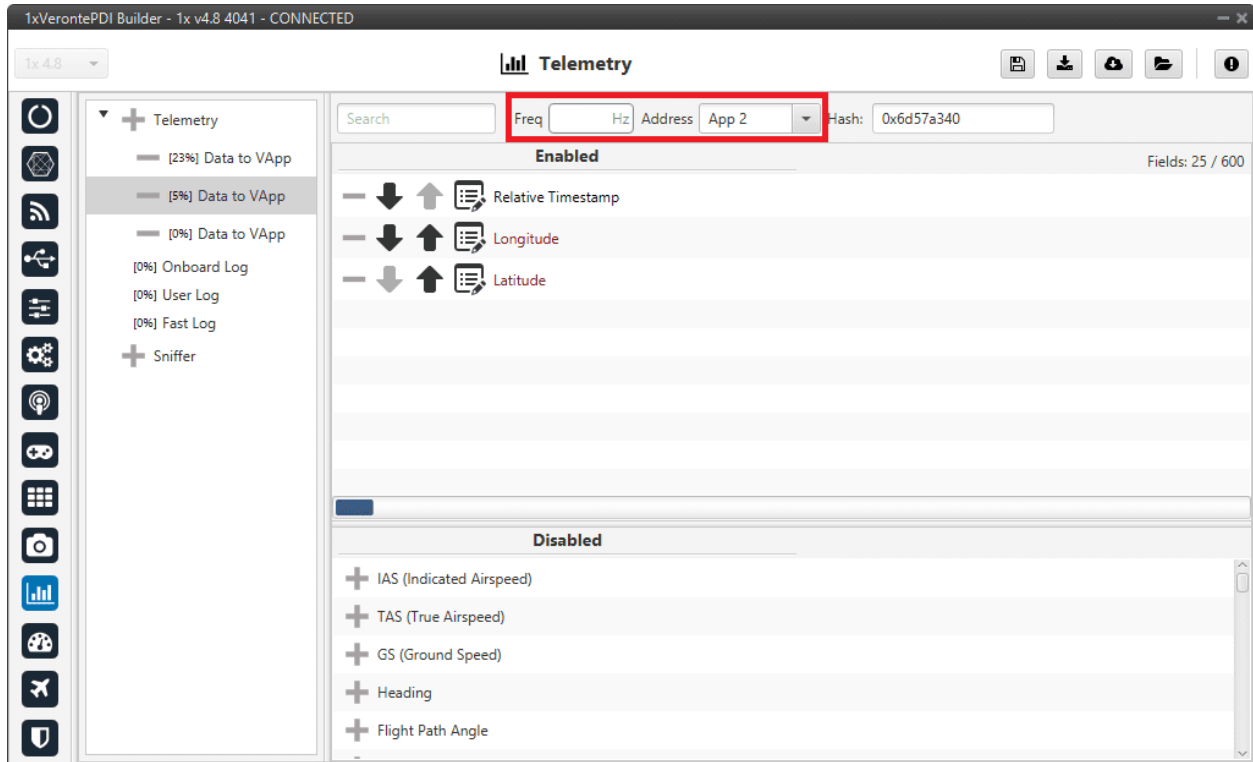 1xVerontePDI Builder - 1x v4.8 4041 - CONNECTED
1x 4.8
Telemetry
Telemetry
[23%] Data to VApp
[5%] Data to VApp
[0%] Data to VApp
[0%] Onboard Log
[0%] User Log
[0%] Fast Log
Sniffer
Search Freq Hz Address App 2 Hash: 0x6d57a340
Enabled Fields: 25 / 600
Relative Timestamp
Longitude
Latitude
Disabled
IAS (Indicated Airspeed)
TAS (True Airspeed)
GS (Ground Speed)
Heading
Flight Path Angle